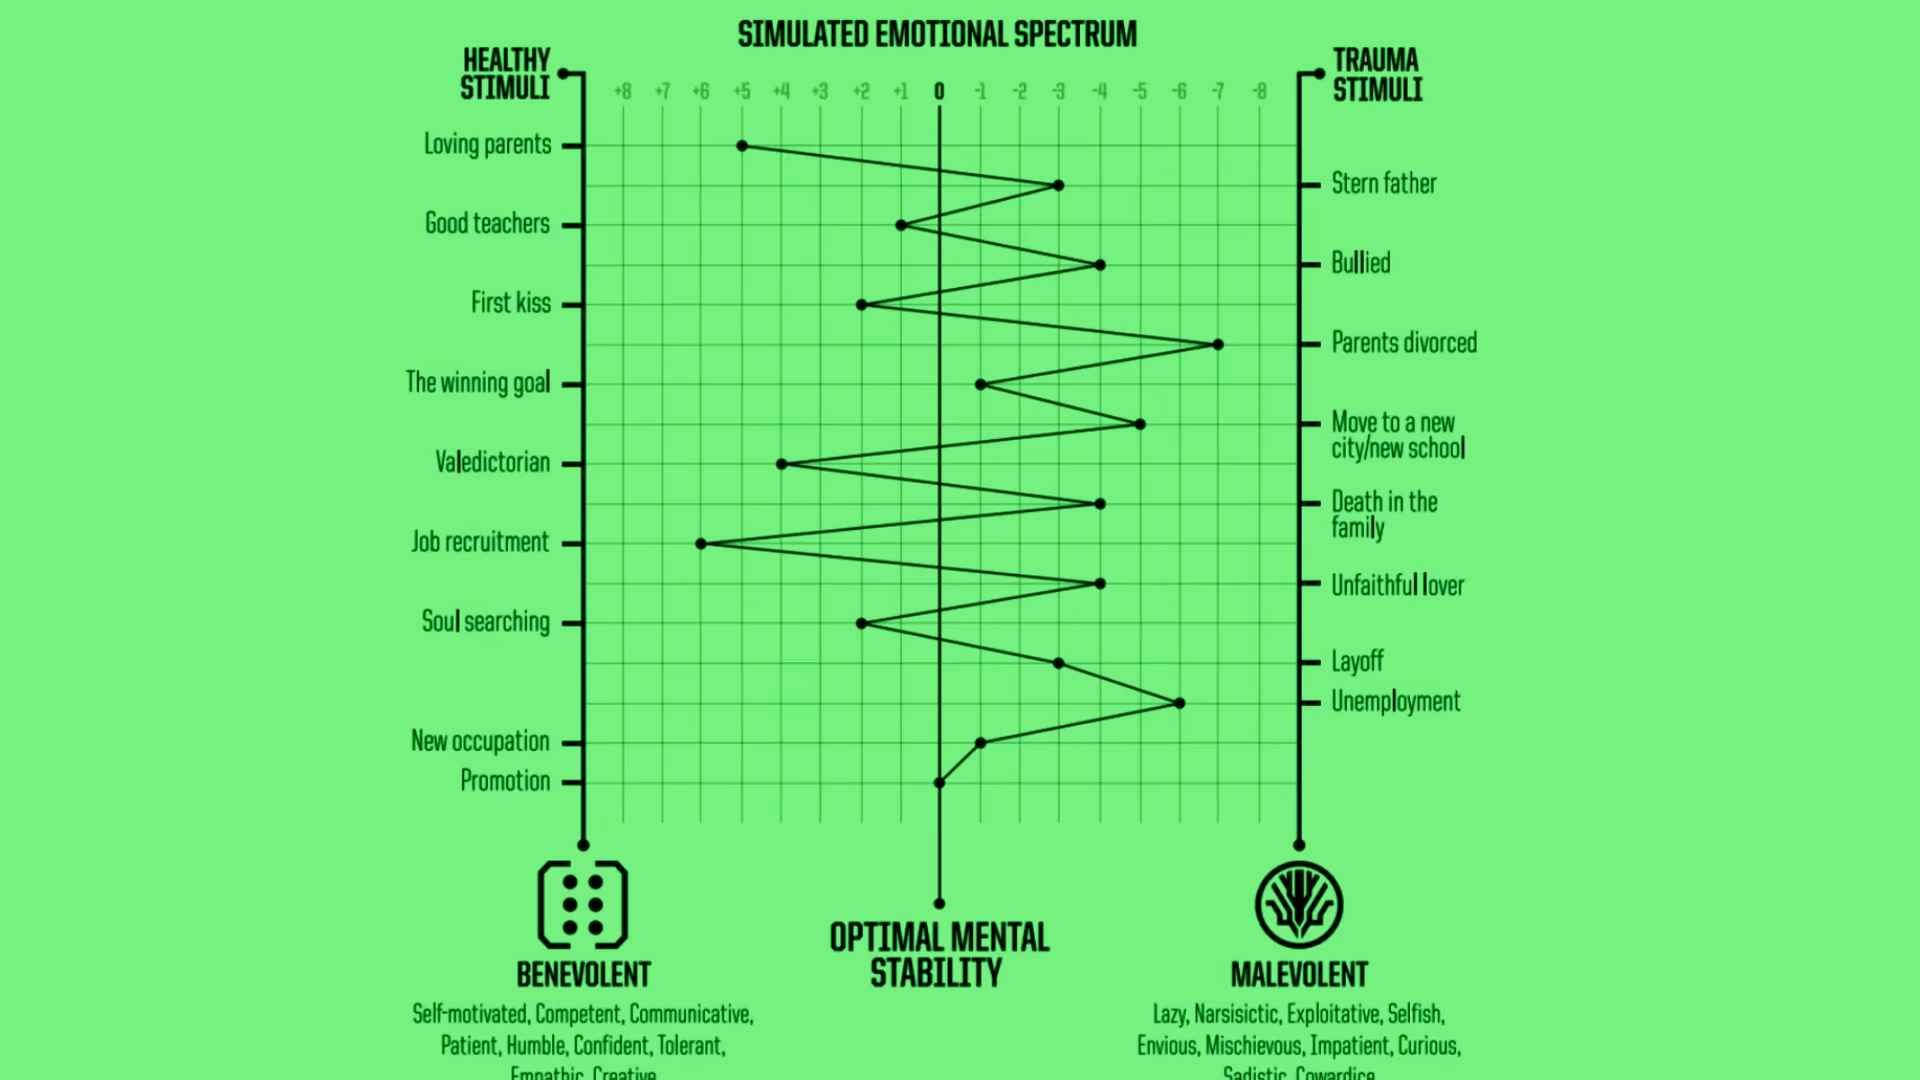 SIMULATED EMOTIONAL SPECTRUM
HEALTHY
STIMULI
TRAUMA
STIMULI
+8 +7 +6 +5 +4 +3 +2 +1 0 -1 -2 -3 -4 -5 -6 -7 -8
Loving parents
Stern father
Good teachers
Bullied
First kiss
Parents divorced
The winning goal
Move to a new
city/new school
Valedictorian
Death in the
family
Job recruitment
Unfaithful lover
Soul searching
Layoff
Unemployment
New occupation
Promotion
OPTIMAL MENTAL
STABILITY
BENEVOLENT
Self-motivated, Competent, Communicative,
Patient, Humble, Confident, Tolerant,
Empathic, Creative
MALEVOLENT
Lazy, Narsisictic, Exploitative, Selfish,
Envious, Mischievous, Impatient, Curious,
Sadistic, Cowardice